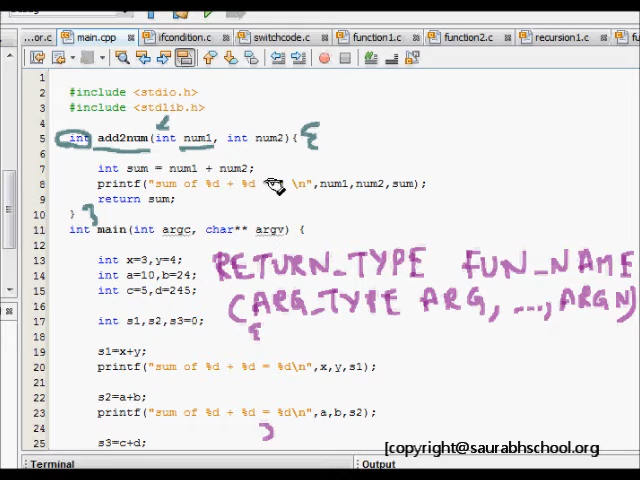 ...or.c main.cpp ifcondition.c switchcode.c function1.c function2.c recursion1.c fu
1
2 #include <stdio.h>
3 #include <stdlib.h>
4
5 int add2num(int num1, int num2){ {
6
7 int sum = num1 + num2;
8 printf("sum of %d + %d \n",num1,num2,sum);
9 return sum;
10 } }
11 int main(int argc, char** argv) {
12
13 int x=3,y=4; RETURN_TYPE FUN_NAME
14 int a=10,b=24;
15 int c=5,d=245; (ARG_TYPE ARG, ..., ARGN)
16 {
17 int s1,s2,s3=0;
18
19 s1=x+y;
20 printf("sum of %d + %d = %d\n",x,y,s1);
21
22 s2=a+b;
23 printf("sum of %d + %d = %d\n",a,b,s2);
24 }
25 s3=c+d; [copyright@saurabhschool.org
Terminal Output